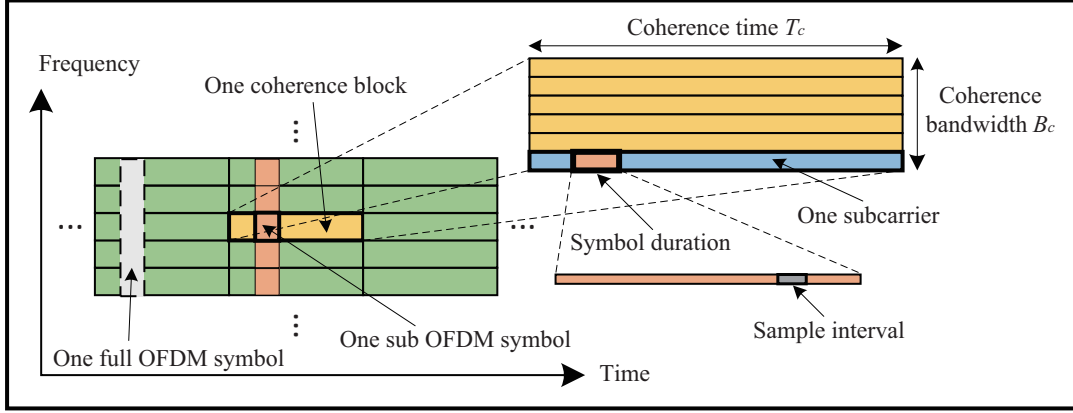 Coherence time Tc
Frequency
One coherence block
...
Coherence
bandwidth Bc
...
...
One subcarrier
Symbol duration
...
Sample interval
One sub OFDM symbol
One full OFDM symbol
Time